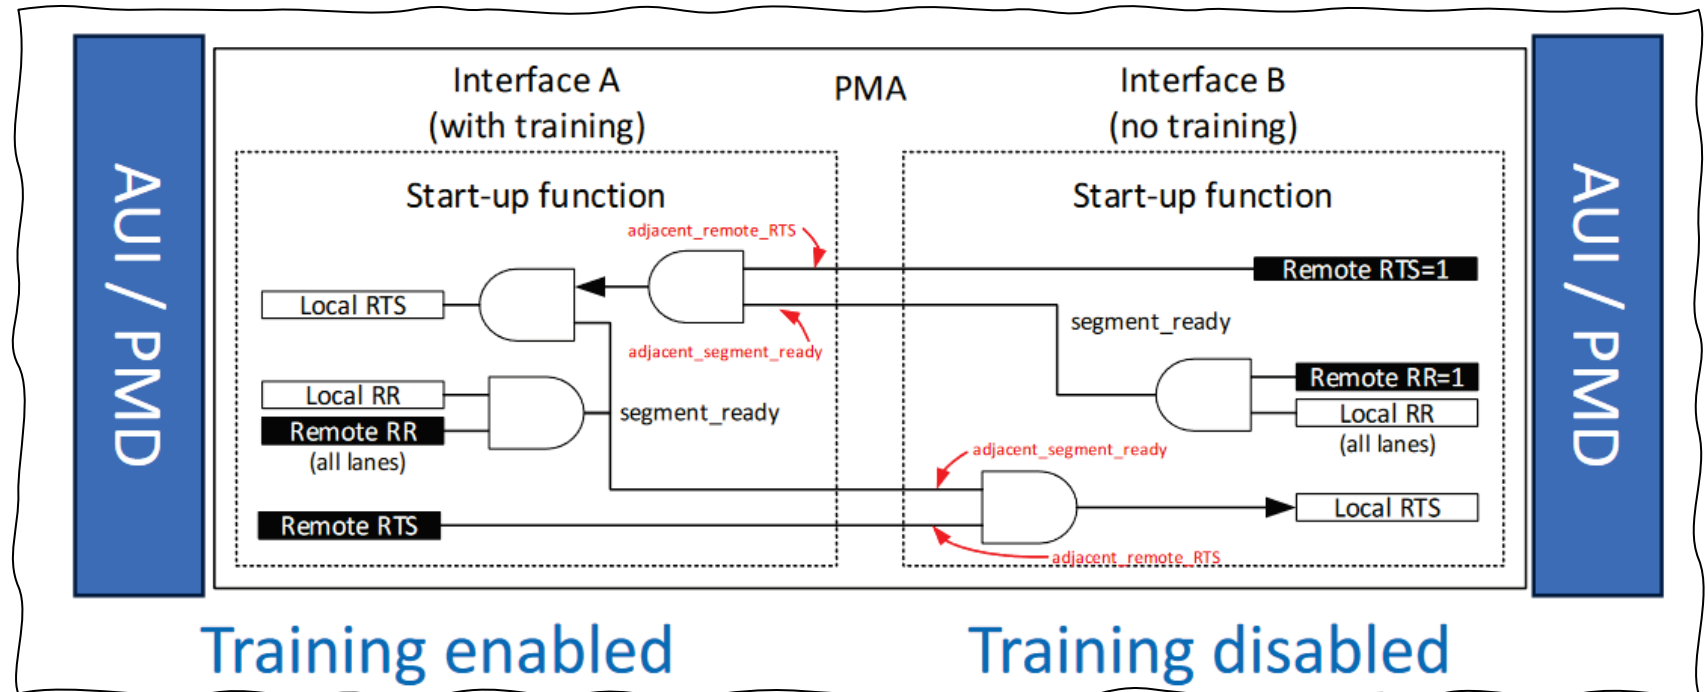 AUI / PMD
Interface A
(with training)
PMA
Interface B
(no training)
AUI / PMD
Start-up function
adjacent_remote_RTS
Local RTS
adjacent_segment_ready
Local RR
Remote RR
(all lanes)
segment_ready
Remote RTS
Start-up function
Remote RTS=1
segment_ready
Remote RR=1
Local RR
(all lanes)
adjacent_segment_ready
Local RTS
adjacent_remote_RTS
Training enabled
Training disabled